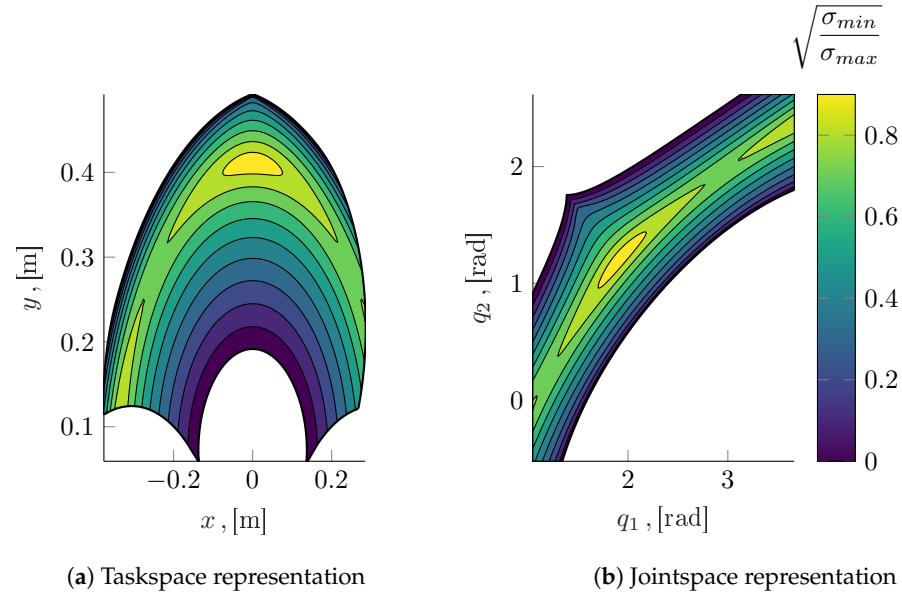 √σmin/σmax
0.4
0.3
0.2
0.1
y , [m]
−0.2
0
0.2
x , [m]
(a) Taskspace representation
2
1
0
q2 , [rad]
2
3
q1 , [rad]
0.8
0.6
0.4
0.2
0
(b) Jointspace representation